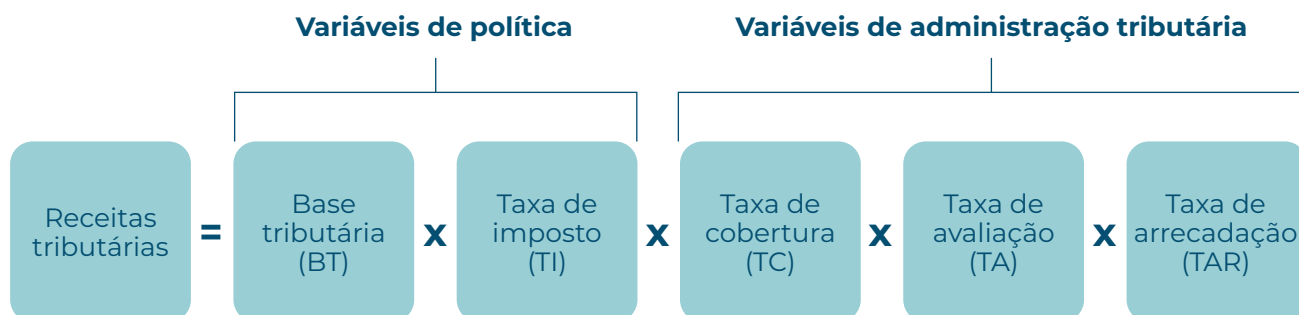 Variáveis de política
Variáveis de administração tributária
Receitas
tributárias
=
Base
tributária
(BT)
x
Taxa de
imposto
(TI)
x
Taxa de
cobertura
(TC)
x
Taxa de
avaliação
(TA)
x
Taxa de
arrecadação
(TAR)